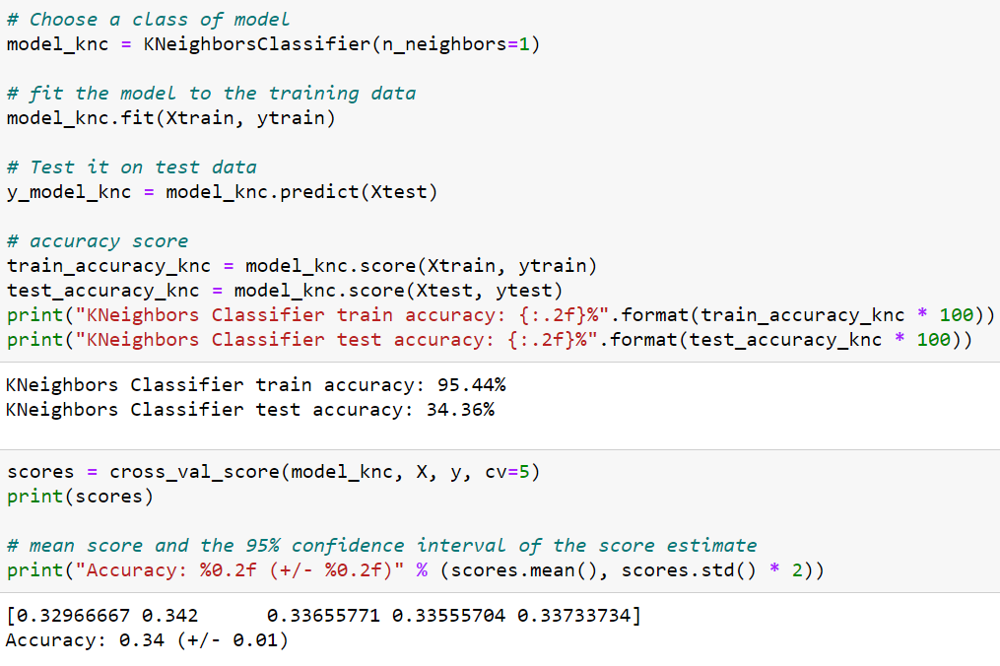 # Choose a class of model
model_knc = KNeighborsClassifier(n_neighbors=1)
# fit the model to the training data
model_knc.fit(Xtrain, ytrain)
# Test it on test data
y_model_knc = model_knc.predict(Xtest)
# accuracy score
train_accuracy_knc = model_knc.score(Xtrain, ytrain)
test_accuracy_knc = model_knc.score(Xtest, ytest)
print("KNeighbors Classifier train accuracy: {:.2f}%".format(train_accuracy_knc * 100))
print("KNeighbors Classifier test accuracy: {:.2f}%".format(test_accuracy_knc * 100))
KNeighbors Classifier train accuracy: 95.44%
KNeighbors Classifier test accuracy: 34.36%
scores = cross_val_score(model_knc, X, y, cv=5)
print(scores)
# mean score and the 95% confidence interval of the score estimate
print("Accuracy: %0.2f (+/- %0.2f)" % (scores.mean(), scores.std() * 2))
[0.32966667 0.342      0.33655771 0.33555704 0.33733734]
Accuracy: 0.34 (+/- 0.01)